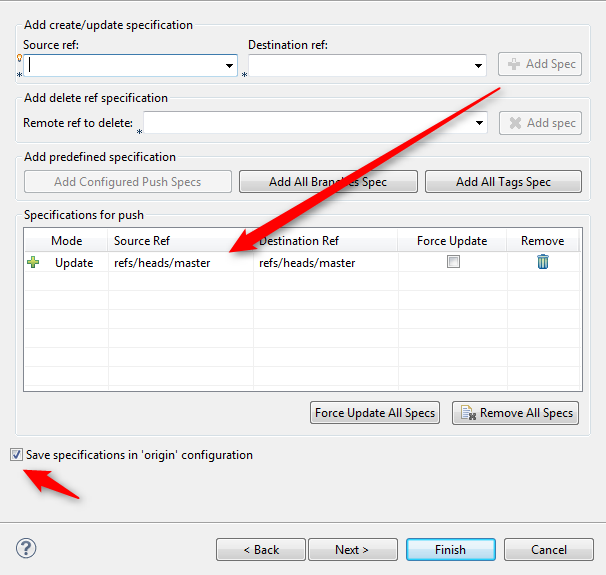 Add create/update specification
Source ref: Destination ref:
Add Spec
Add delete ref specification
Remote ref to delete: Add spec
Add predefined specification
Add Configured Push Specs Add All Branches Spec Add All Tags Spec
Specifications for push
Mode Source Ref Destination Ref Force Update Remove
Update refs/heads/master refs/heads/master
Force Update All Specs Remove All Specs
Save specifications in 'origin' configuration
? < Back Next > Finish Cancel